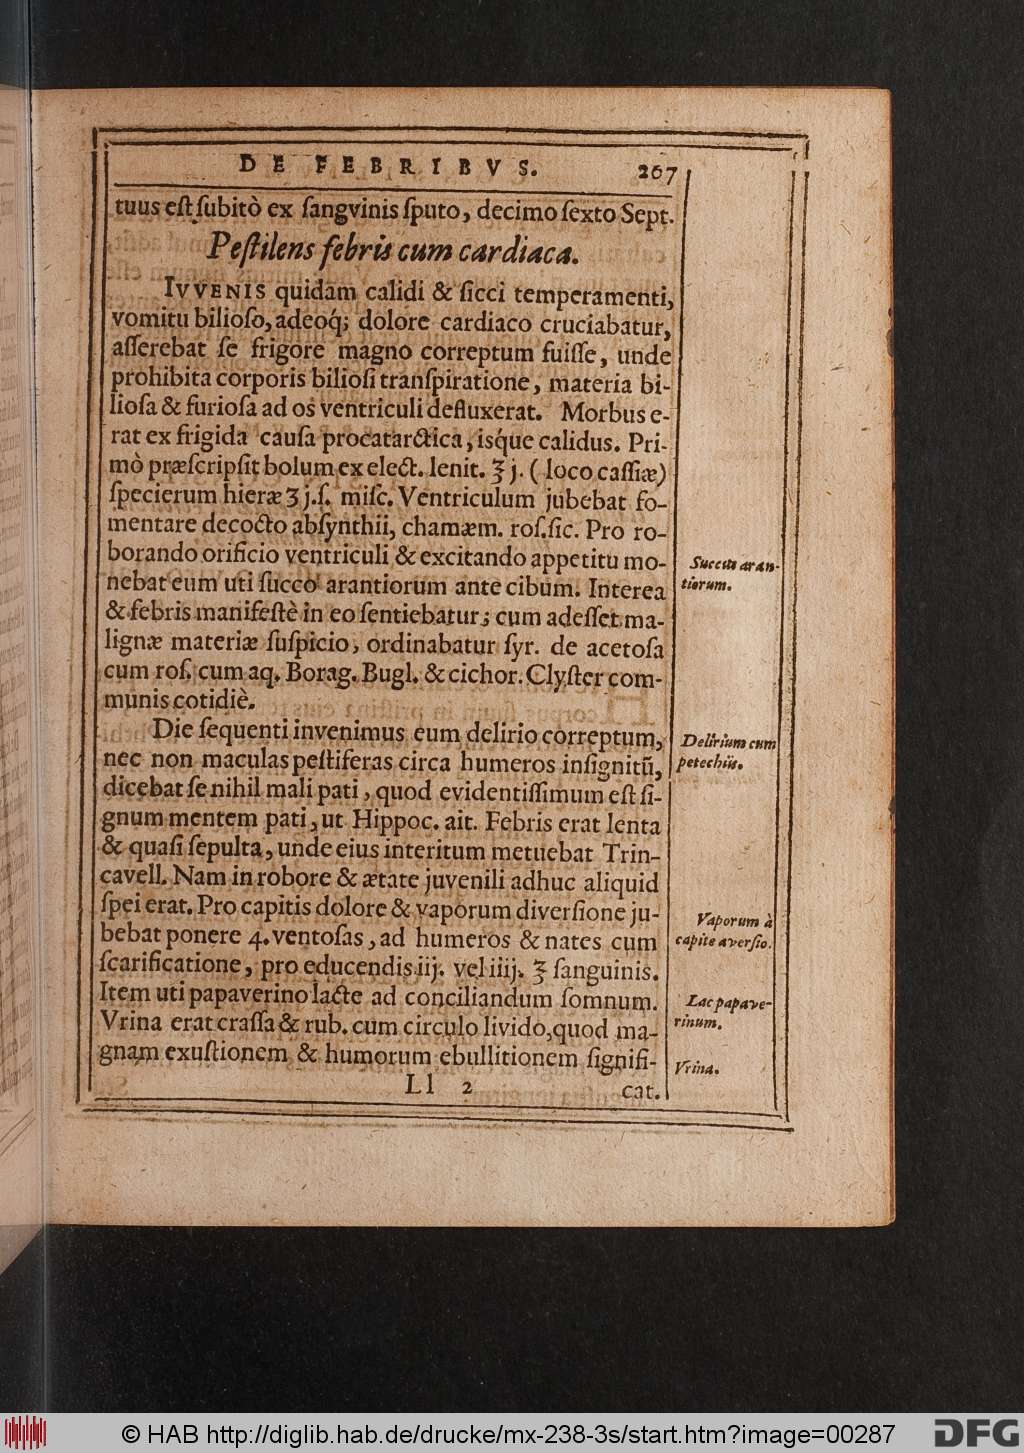 DE FEBRIBVS. 267
tuus eſt ſubitò ex ſangvinis ſputo, decimo ſexto Sept.
Peſtilens febris cum cardiaca.
IVVENIS quidam calidi & ſicci temperamenti,
vomitu bilioſo, adeoq́; dolore cardiaco cruciabatur,
aſſerebat ſe frigore magno correptum fuiſſe, unde
prohibita corporis bilioſi tranſpiratione, materia bi-
lioſa & furioſa ad os ventriculi defluxerat. Morbus e-
rat ex frigida cauſa procatarctica, isq́ue calidus. Pri-
mò præſcripſit bolum ex elect. lenit. ℥ j. (loco caſſiæ)
ſpecierum hieræ ʒ j.ſ. miſc. Ventriculum jubebat fo-
mentare decocto abſynthii, chamæm. roſ. ſic. Pro ro-
borando orificio ventriculi & excitando appetitu mo-
nebat eum uti ſucco arantiorum ante cibum. Interea
& febris manifeſtè in eo ſentiebatur; cum adeſſet ma-
lignæ materiæ ſuſpicio, ordinabatur ſyr. de acetoſa
cum roſ. cum aq. Borag. Bugl. & cichor. Clyſter com-
munis cotidiè.
Die ſequenti invenimus eum delirio correptum,
nec non maculas peſtiferas circa humeros inſignitū,
dicebat ſe nihil mali pati, quod evidentiſſimum eſt ſi-
gnum mentem pati, ut Hippoc. ait. Febris erat lenta
& quaſi ſepulta, unde eius interitum metuebat Trin-
cavell. Nam in robore & ætate juvenili adhuc aliquid
ſpei erat. Pro capitis dolore & vaporum diverſione ju-
bebat ponere 4. ventoſas, ad humeros & nates cum
ſcarificatione, pro educendis iij. vel iiij. ℥ ſanguinis.
Item uti papaverino lacte ad conciliandum ſomnum.
Vrina erat craſſa & rub. cum circulo livido, quod ma-
gnam exuſtionem & humorum ebullitionem ſignifi-
Ll 2 cat.
Succus aran-
tiorum.
Delirium cum
petechiis.
Vaporum à
capite averſio.
Lac papave-
rinum.
Vrina.
© HAB http://diglib.hab.de/drucke/mx-238-3s/start.htm?image=00287
DFG